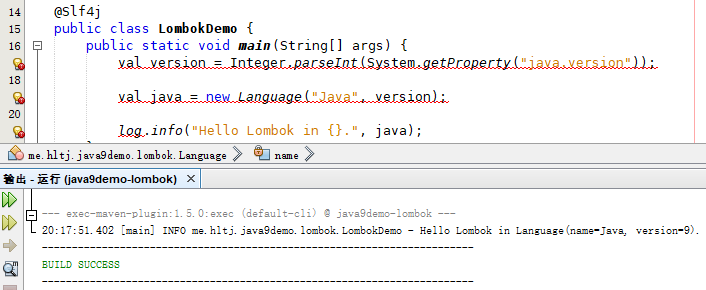 14 @Slf4j
15 public class LombokDemo {
16 public static void main(String[] args) {
val version = Integer.parseInt(System.getProperty("java.version"));
18
val java = new Language("Java", version);
20
log.info("Hello Lombok in {}.", java);
me.hltj.java9demo.lombok.Language name
输出 - 运行 (java9demo-lombok) ×
--- exec-maven-plugin:1.5.0:exec (default-cli) @ java9demo-lombok ---
20:17:51.402 [main] INFO me.hltj.java9demo.lombok.LombokDemo - Hello Lombok in Language(name=Java, version=9).
------------------------------------------------------------------------
BUILD SUCCESS
------------------------------------------------------------------------